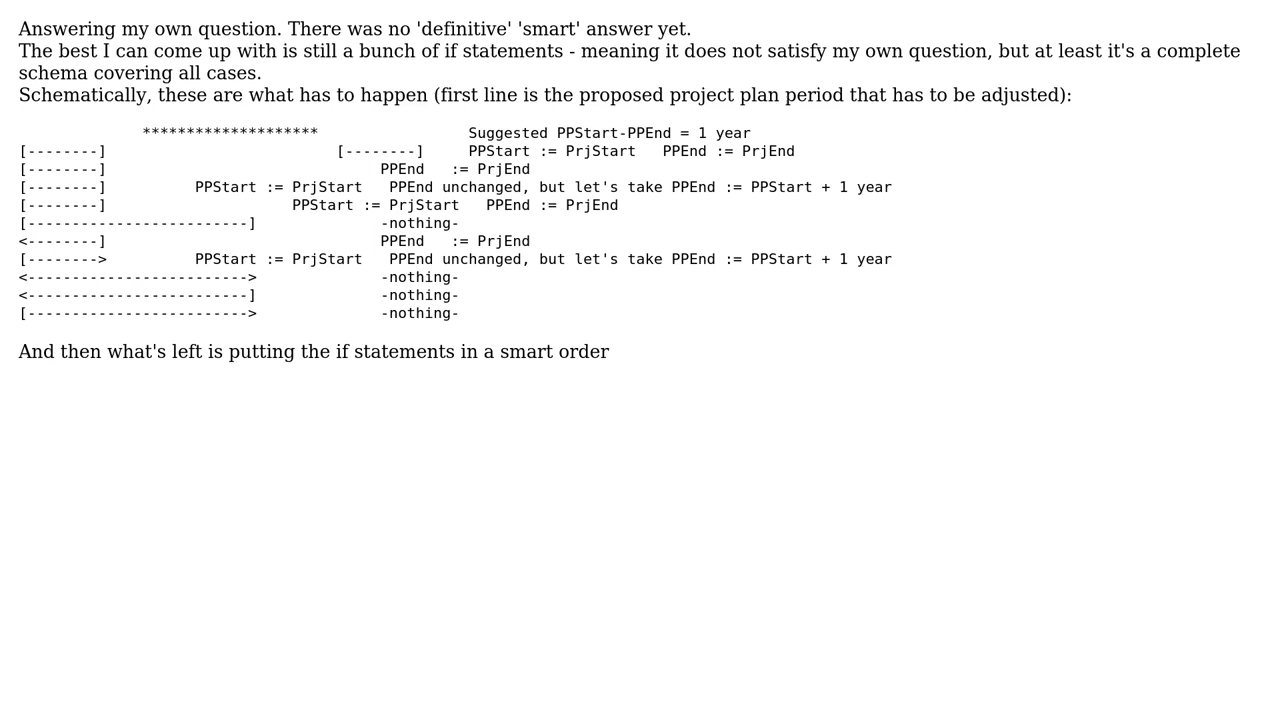 Answering my own question. There was no 'definitive' 'smart' answer yet.
The best I can come up with is still a bunch of if statements - meaning it does not satisfy my own question, but at least it's a complete
schema covering all cases.
Schematically, these are what has to happen (first line is the proposed project plan period that has to be adjusted):
              ********************                 Suggested PPStart-PPEnd = 1 year
[--------]                          [--------]     PPStart := PrjStart   PPEnd := PrjEnd
[--------]                               PPEnd   := PrjEnd
[--------]          PPStart := PrjStart   PPEnd unchanged, but let's take PPEnd := PPStart + 1 year
[--------]                     PPStart := PrjStart   PPEnd := PrjEnd
[-------------------------]              -nothing-
<--------]                               PPEnd   := PrjEnd
[-------->          PPStart := PrjStart   PPEnd unchanged, but let's take PPEnd := PPStart + 1 year
<------------------------->              -nothing-
<-------------------------]              -nothing-
[------------------------->              -nothing-
And then what's left is putting the if statements in a smart order